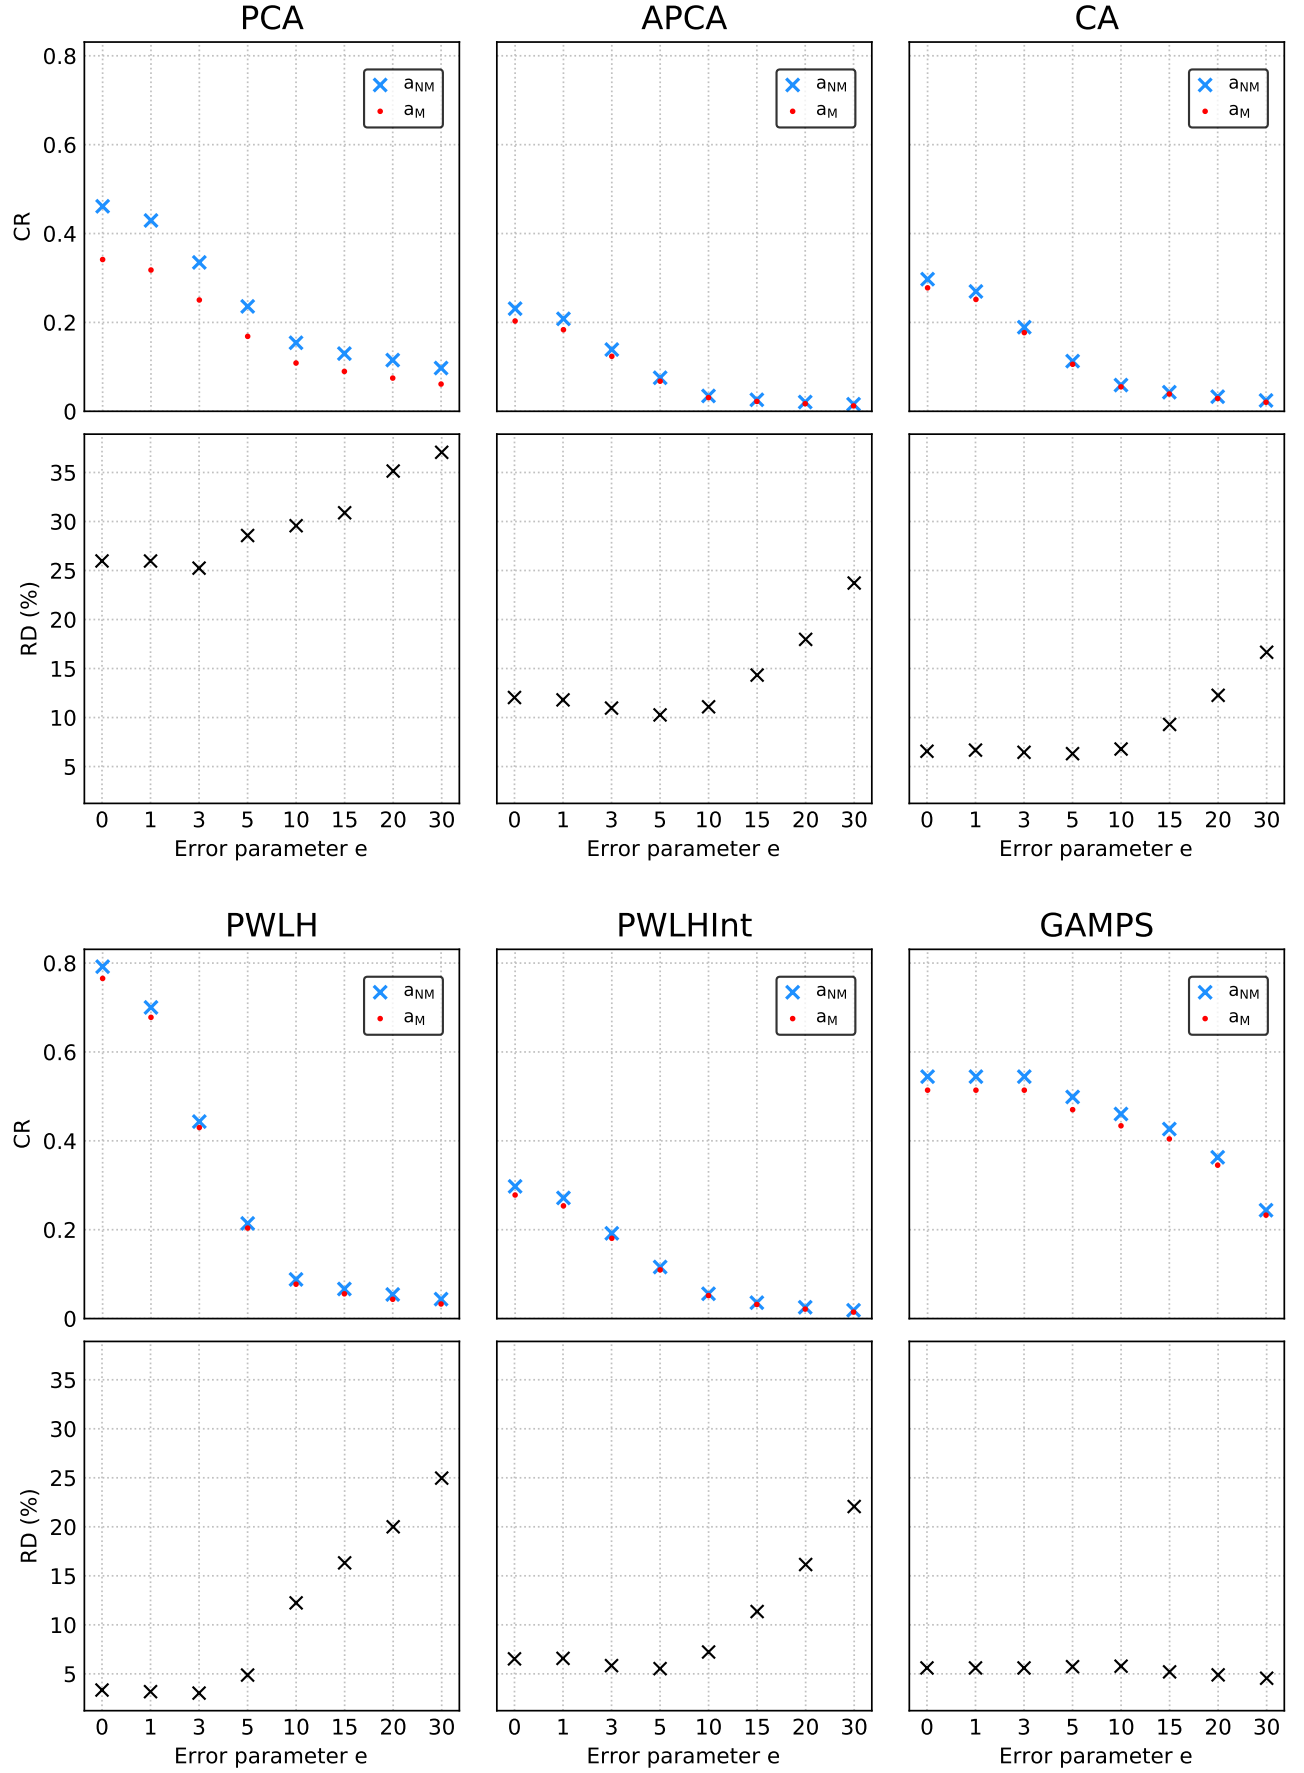 PCA APCA CA
0.8
0.6
0.4
0.2
0
CR
a_NM
a_M
a_NM
a_M
a_NM
a_M
35
30
25
20
15
10
5
RD (%)
0 1 3 5 10 15 20 30
Error parameter e
0 1 3 5 10 15 20 30
Error parameter e
0 1 3 5 10 15 20 30
Error parameter e
PWLH PWLHInt GAMPS
0.8
0.6
0.4
0.2
0
CR
a_NM
a_M
a_NM
a_M
a_NM
a_M
35
30
25
20
15
10
5
RD (%)
0 1 3 5 10 15 20 30
Error parameter e
0 1 3 5 10 15 20 30
Error parameter e
0 1 3 5 10 15 20 30
Error parameter e